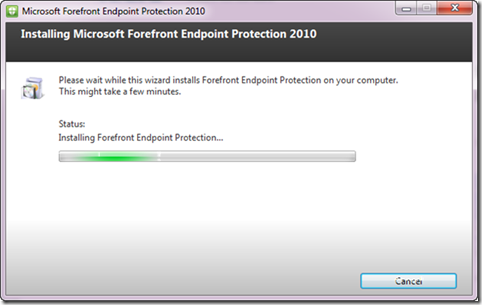 Microsoft Forefront Endpoint Protection 2010
Installing Microsoft Forefront Endpoint Protection 2010
Please wait while this wizard installs Forefront Endpoint Protection on your computer.
This might take a few minutes.
Status:
Installing Forefront Endpoint Protection...
Cancel